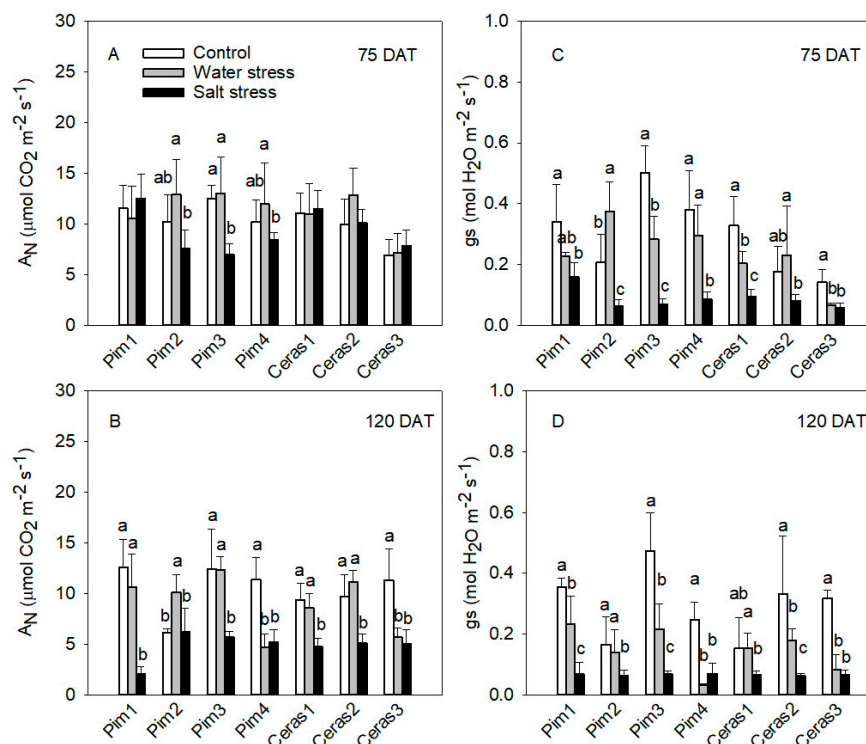 A 75 DAT
Control
Water stress
Salt stress
30
25
20
15
10
5
0
A_N (µmol CO2 m-2 s-1)
ab a b
a a b
ab a b
Pim1 Pim2 Pim3 Pim4 Ceras1 Ceras2 Ceras3
C 75 DAT
1.0
0.8
0.6
0.4
0.2
0.0
gs (mol H2O m-2 s-1)
a ab b
b a c
a b c
a a b
a b c
ab a b
a b b
Pim1 Pim2 Pim3 Pim4 Ceras1 Ceras2 Ceras3
B 120 DAT
30
25
20
15
10
5
0
A_N (µmol CO2 m-2 s-1)
a a b
b a b
a a b
a b b
a a b
a a b
a b b
Pim1 Pim2 Pim3 Pim4 Ceras1 Ceras2 Ceras3
D 120 DAT
1.0
0.8
0.6
0.4
0.2
0.0
gs (mol H2O m-2 s-1)
a b c
a a b
a b c
a b b
ab a b
a b c
a b b
Pim1 Pim2 Pim3 Pim4 Ceras1 Ceras2 Ceras3